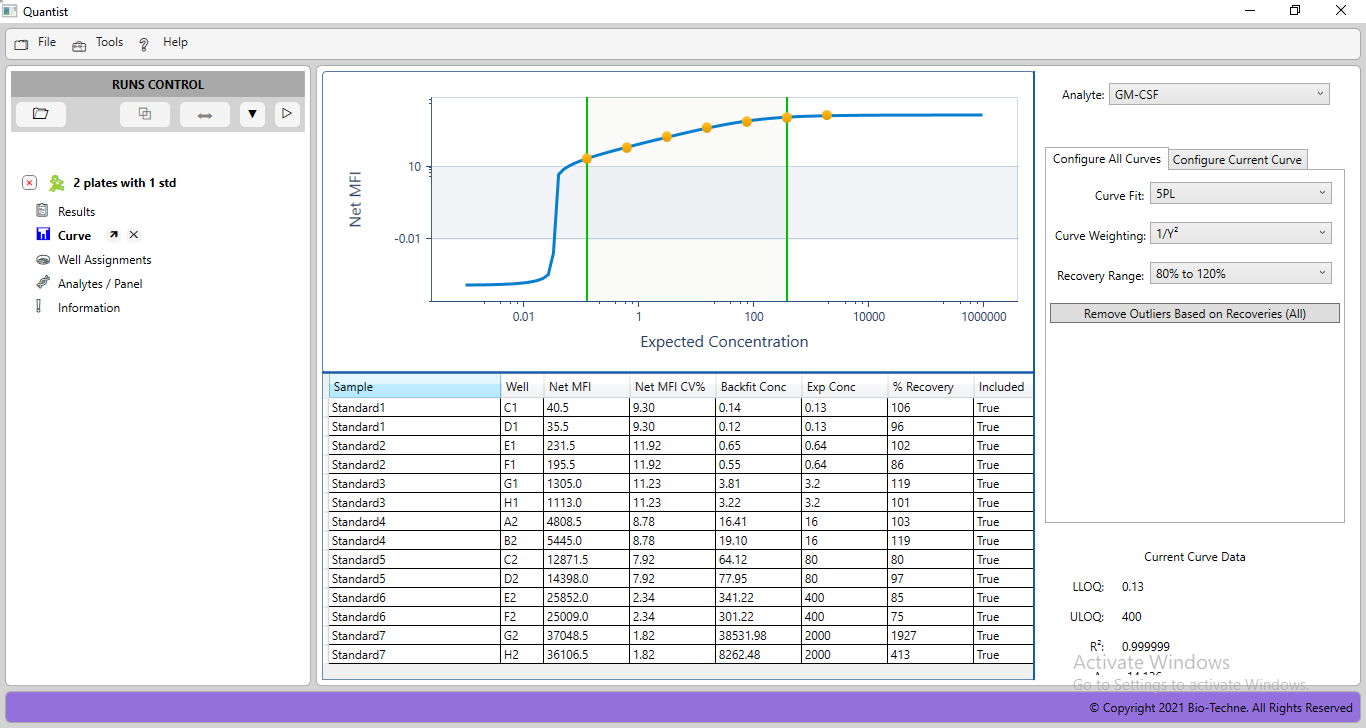 Quantist
File Tools ? Help
RUNS CONTROL
2 plates with 1 std
Results
Curve
Well Assignments
Analytes / Panel
Information
Net MFI
10
-0.01
0.01 1 100 10000 1000000
Expected Concentration
Sample Well Net MFI Net MFI CV% Backfit Conc Exp Conc % Recovery Included
Standard1 C1 40.5 9.30 0.14 0.13 106 True
Standard1 D1 35.5 9.30 0.12 0.13 96 True
Standard2 E1 231.5 11.92 0.65 0.64 102 True
Standard2 F1 195.5 11.92 0.55 0.64 86 True
Standard3 G1 1305.0 11.23 3.81 3.2 119 True
Standard3 H1 1113.0 11.23 3.22 3.2 101 True
Standard4 A2 4808.5 8.78 16.41 16 103 True
Standard4 B2 5445.0 8.78 19.10 16 119 True
Standard5 C2 12871.5 7.92 64.12 80 80 True
Standard5 D2 14398.0 7.92 77.95 80 97 True
Standard6 E2 25852.0 2.34 341.22 400 85 True
Standard6 F2 25009.0 2.34 301.22 400 75 True
Standard7 G2 37048.5 1.82 38531.98 2000 1927 True
Standard7 H2 36106.5 1.82 8262.48 2000 413 True
Analyte: GM-CSF
Configure All Curves Configure Current Curve
Curve Fit: 5PL
Curve Weighting: 1/Y²
Recovery Range: 80% to 120%
Remove Outliers Based on Recoveries (All)
Current Curve Data
LLOQ: 0.13
ULOQ: 400
R²: 0.999999
Activate Windows
Go to Settings to activate Windows.
© Copyright 2021 Bio-Techne. All Rights Reserved